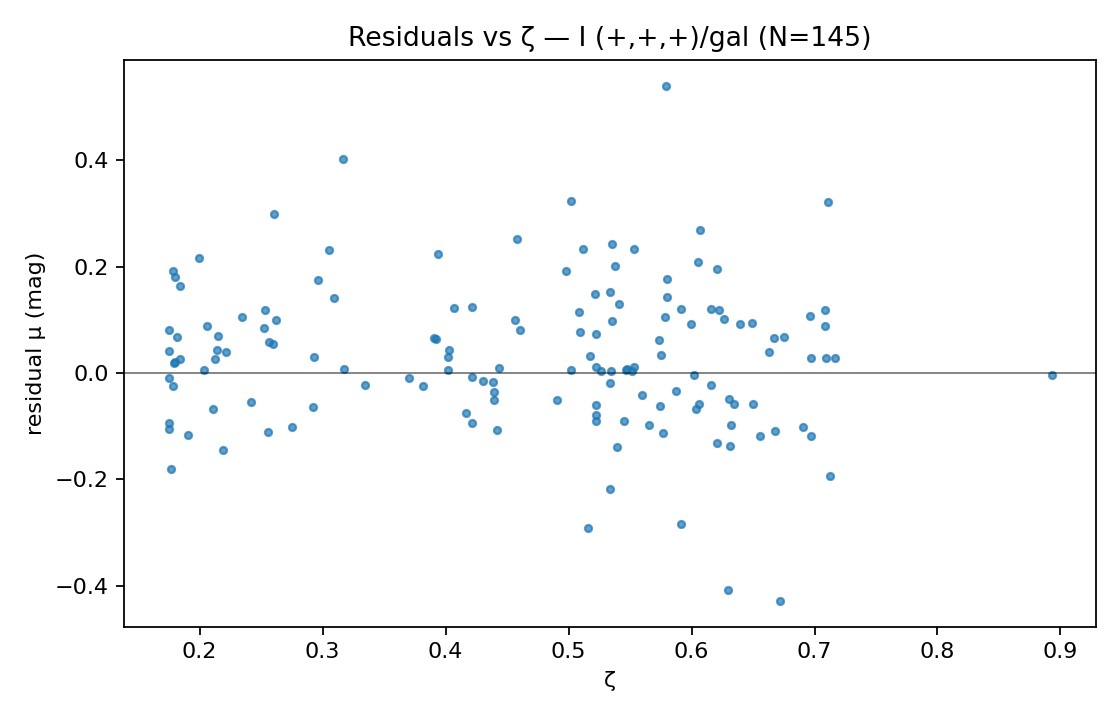 Residuals vs ζ — I (+,+,+)/gal (N=145)
residual μ (mag)
0.4
0.2
0.0
−0.2
−0.4
0.2 0.3 0.4 0.5 0.6 0.7 0.8 0.9
ζ